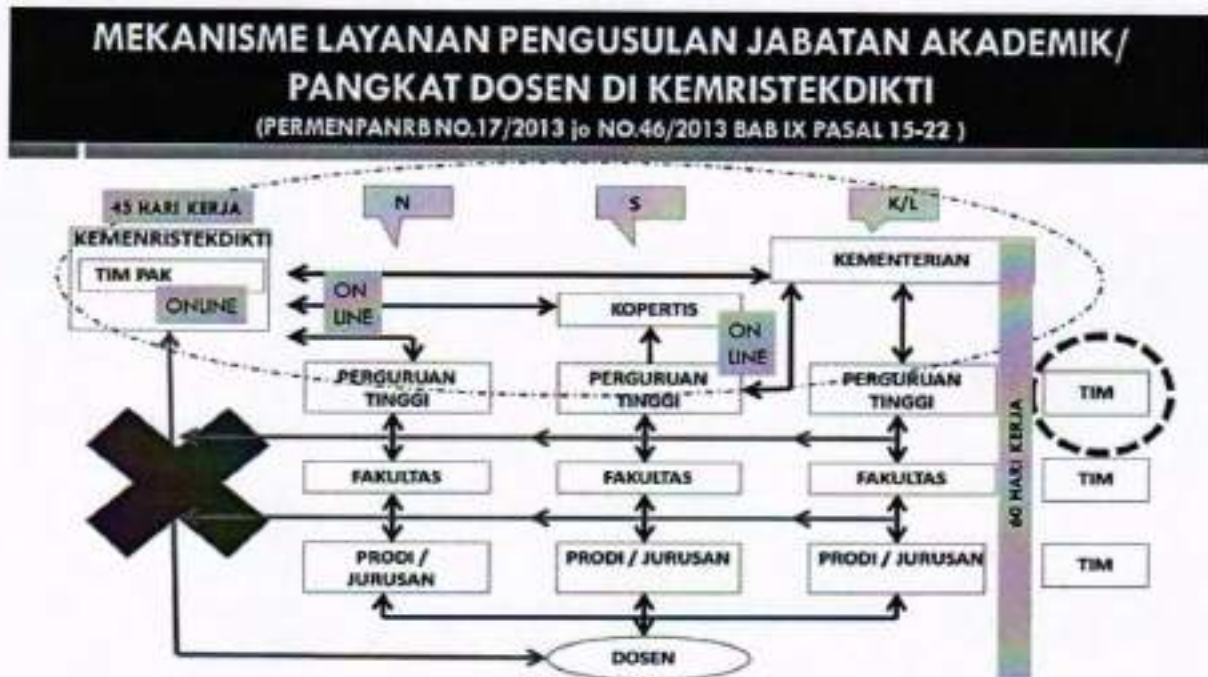 MEKANISME LAYANAN PENGUSULAN JABATAN AKADEMIK/
PANGKAT DOSEN DI KEMRISTEKDIKTI
(PERMENPANRB NO.17/2013 jo NO.46/2013 BAB IX PASAL 15-22 )
45 HARI KERJA
N
S
K/L
KEMENRISTEKDIKTI
TIM PAK
ONLINE
ON
LINE
KEMENTERIAN
KOPERTIS
ON
LINE
PERGURUAN
TINGGI
PERGURUAN
TINGGI
PERGURUAN
TINGGI
TIM
FAKULTAS
FAKULTAS
FAKULTAS
TIM
60 HARI KERJA
PRODI /
JURUSAN
PRODI / JURUSAN
PRODI / JURUSAN
TIM
DOSEN